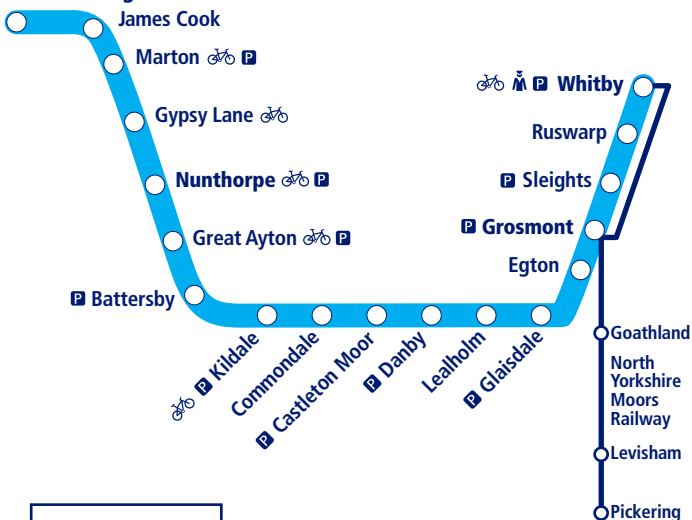 James Cook
Marton P
Gypsy Lane
Nunthorpe P
Great Ayton P
P Battersby
P Kildale
Commondale
P Castleton Moor
P Danby
Lealholm
P Glaisdale
P Whitby
Ruswarp
P Sleights
P Grosmont
Egton
Goathland
North
Yorkshire
Moors
Railway
Levisham
Pickering